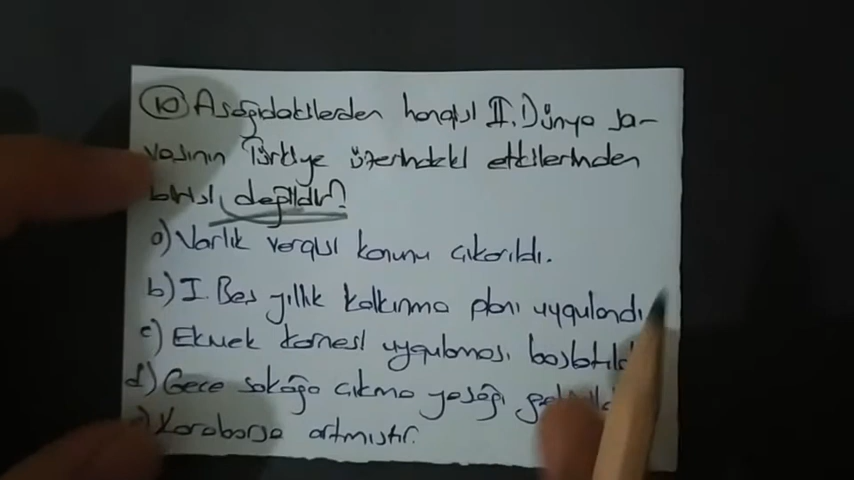 10) Aşağıdakilerden hangisi II. Dünya Sa-
vaşının Türkiye üzerindeki etkilerinden
birisi değildir?
a) Varlık vergisi kanunu çıkarıldı.
b) I. Beş yıllık kalkınma planı uygulandı.
c) Ekmek karnesi uygulaması başlatıld
d) Gece sokağa çıkma yasağı
e) Karaborsa artmıştır.